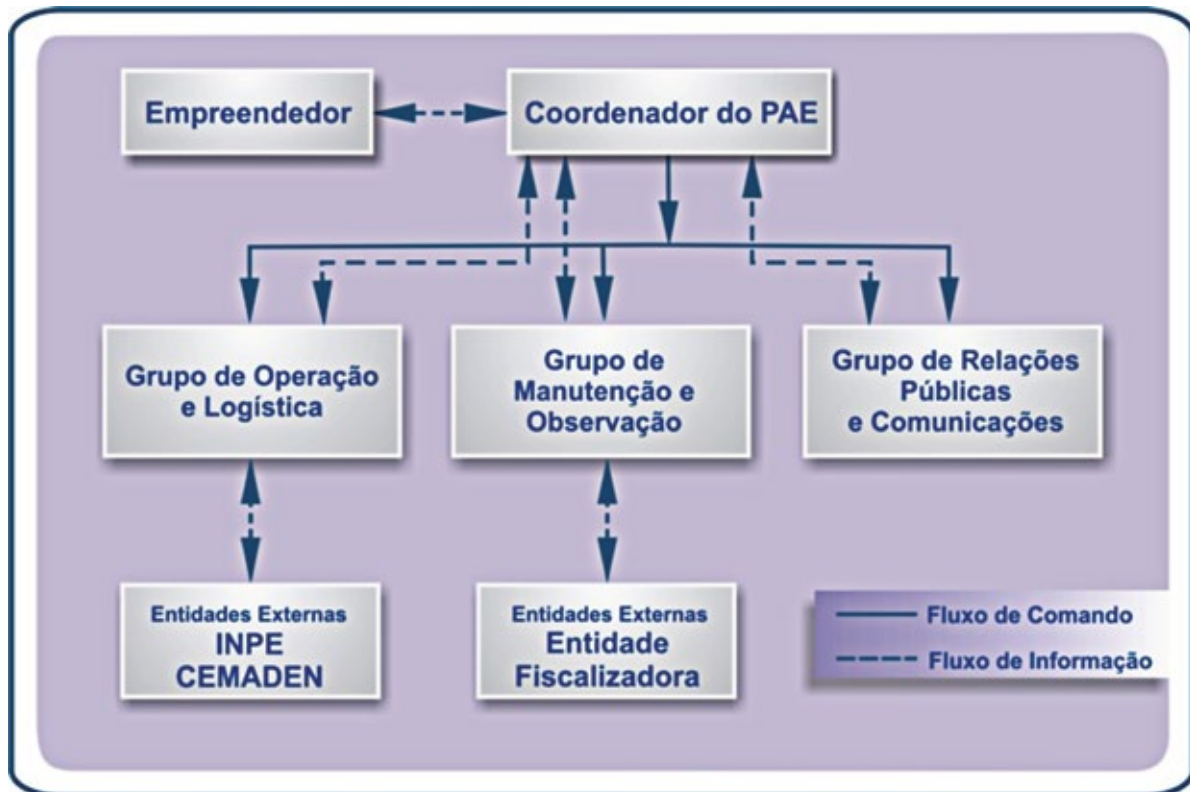 Empreendedor
Coordenador do PAE
Grupo de Operação
e Logística
Grupo de
Manutenção e
Observação
Grupo de Relações
Públicas
e Comunicações
Entidades Externas
INPE
CEMADEN
Entidades Externas
Entidade
Fiscalizadora
Fluxo de Comando
Fluxo de Informação